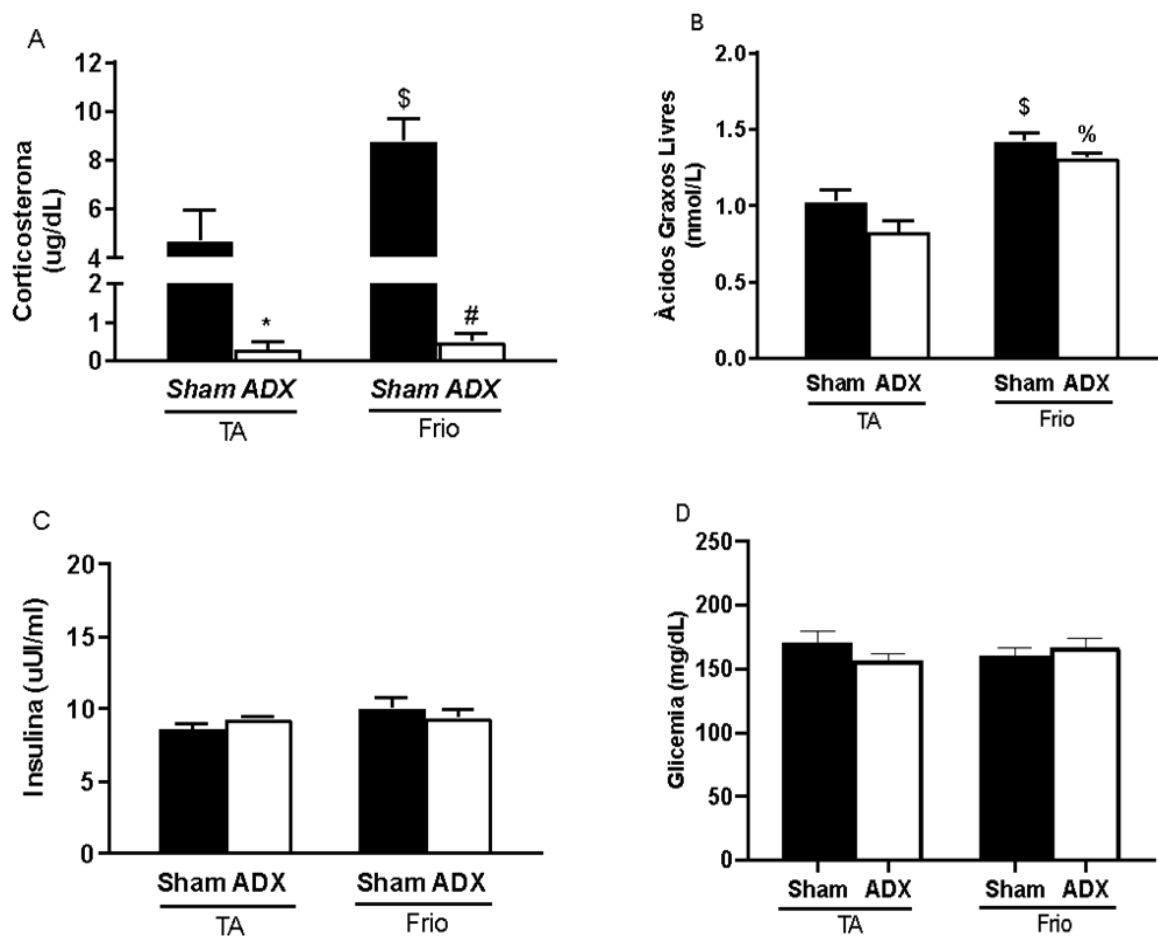 A
Corticosterona
(ug/dL)
12
10
8
6
4
2
1
0
$
*
#
Sham ADX
Sham ADX
TA
Frio
B
Àcidos Graxos Livres
(nmol/L)
2.0
1.5
1.0
0.5
0.0
$
%
Sham ADX
Sham ADX
TA
Frio
C
Insulina (uUI/ml)
20
15
10
5
0
Sham ADX
Sham ADX
TA
Frio
D
Glicemia (mg/dL)
250
200
150
100
50
0
Sham ADX
Sham ADX
TA
Frio